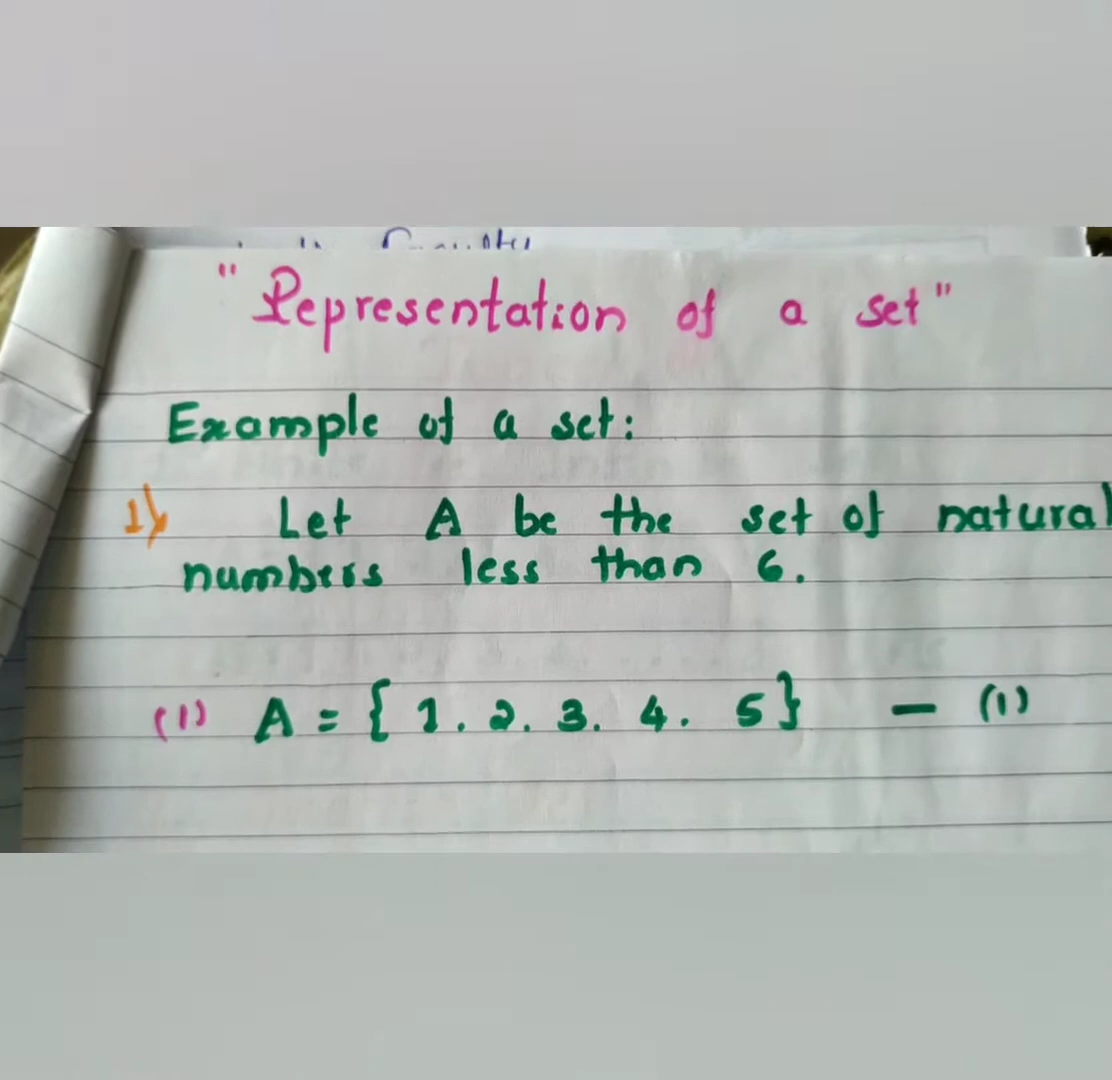 "Representation of a set"
Example of a set:
1) Let A be the set of natural
numbers less than 6.
(1) A = { 1. 2. 3. 4. 5} — (1)